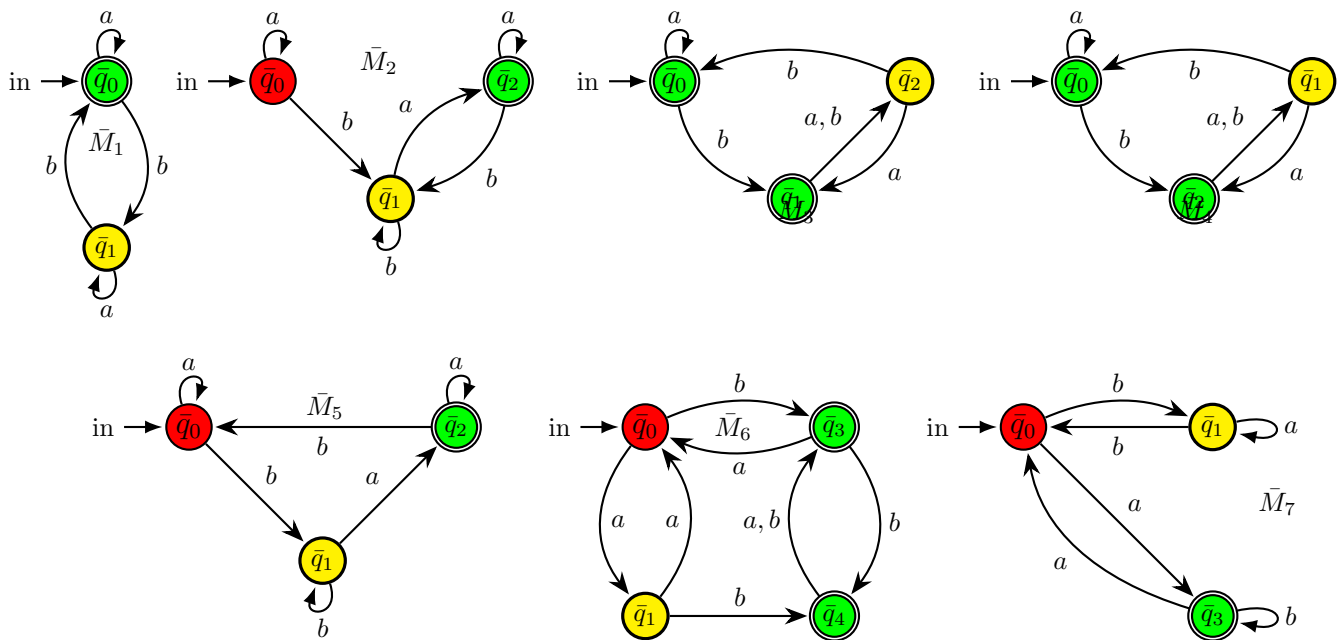 a
in q̄₀
M̄₁
b b
q̄₁
a
a a
in q̄₀ M̄₂ q̄₂
a
b
b
q̄₁
b
a
in q̄₀ q̄₂
b
a, b
b a
q̄₁
M̄₃
a
in q̄₀ q̄₁
b
a, b
b a
q̄₂
M̄₄
a a
in q̄₀ M̄₅ q̄₂
b
b a
q̄₁
b
b
in q̄₀ M̄₆ q̄₃
a
a a a, b b
b
q̄₁ q̄₄
b
in q̄₀ q̄₁ a
b
a M̄₇
a
q̄₃ b